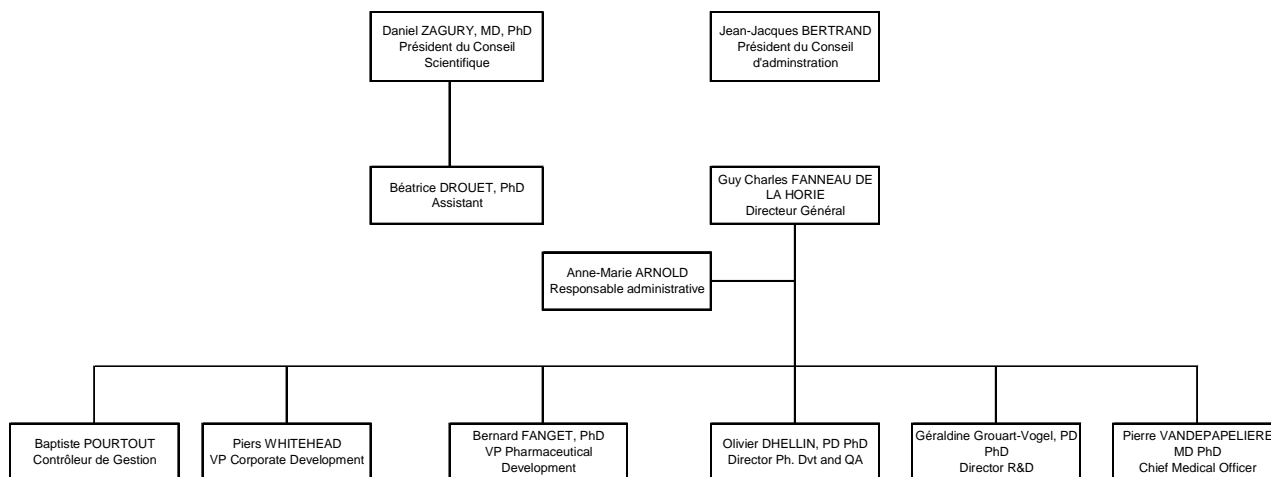 Daniel ZAGURY, MD, PhD
Président du Conseil
Scientifique
Jean-Jacques BERTRAND
Président du Conseil
d'adminstration
Béatrice DROUET, PhD
Assistant
Guy Charles FANNEAU DE
LA HORIE
Directeur Général
Anne-Marie ARNOLD
Responsable administrative
Baptiste POURTOUT
Contrôleur de Gestion
Piers WHITEHEAD
VP Corporate Development
Bernard FANGET, PhD
VP Pharmaceutical
Development
Olivier DHELLIN, PD PhD
Director Ph. Dvt and QA
Géraldine Grouart-Vogel, PD
PhD
Director R&D
Pierre VANDEPAPELIERE
MD PhD
Chief Medical Officer